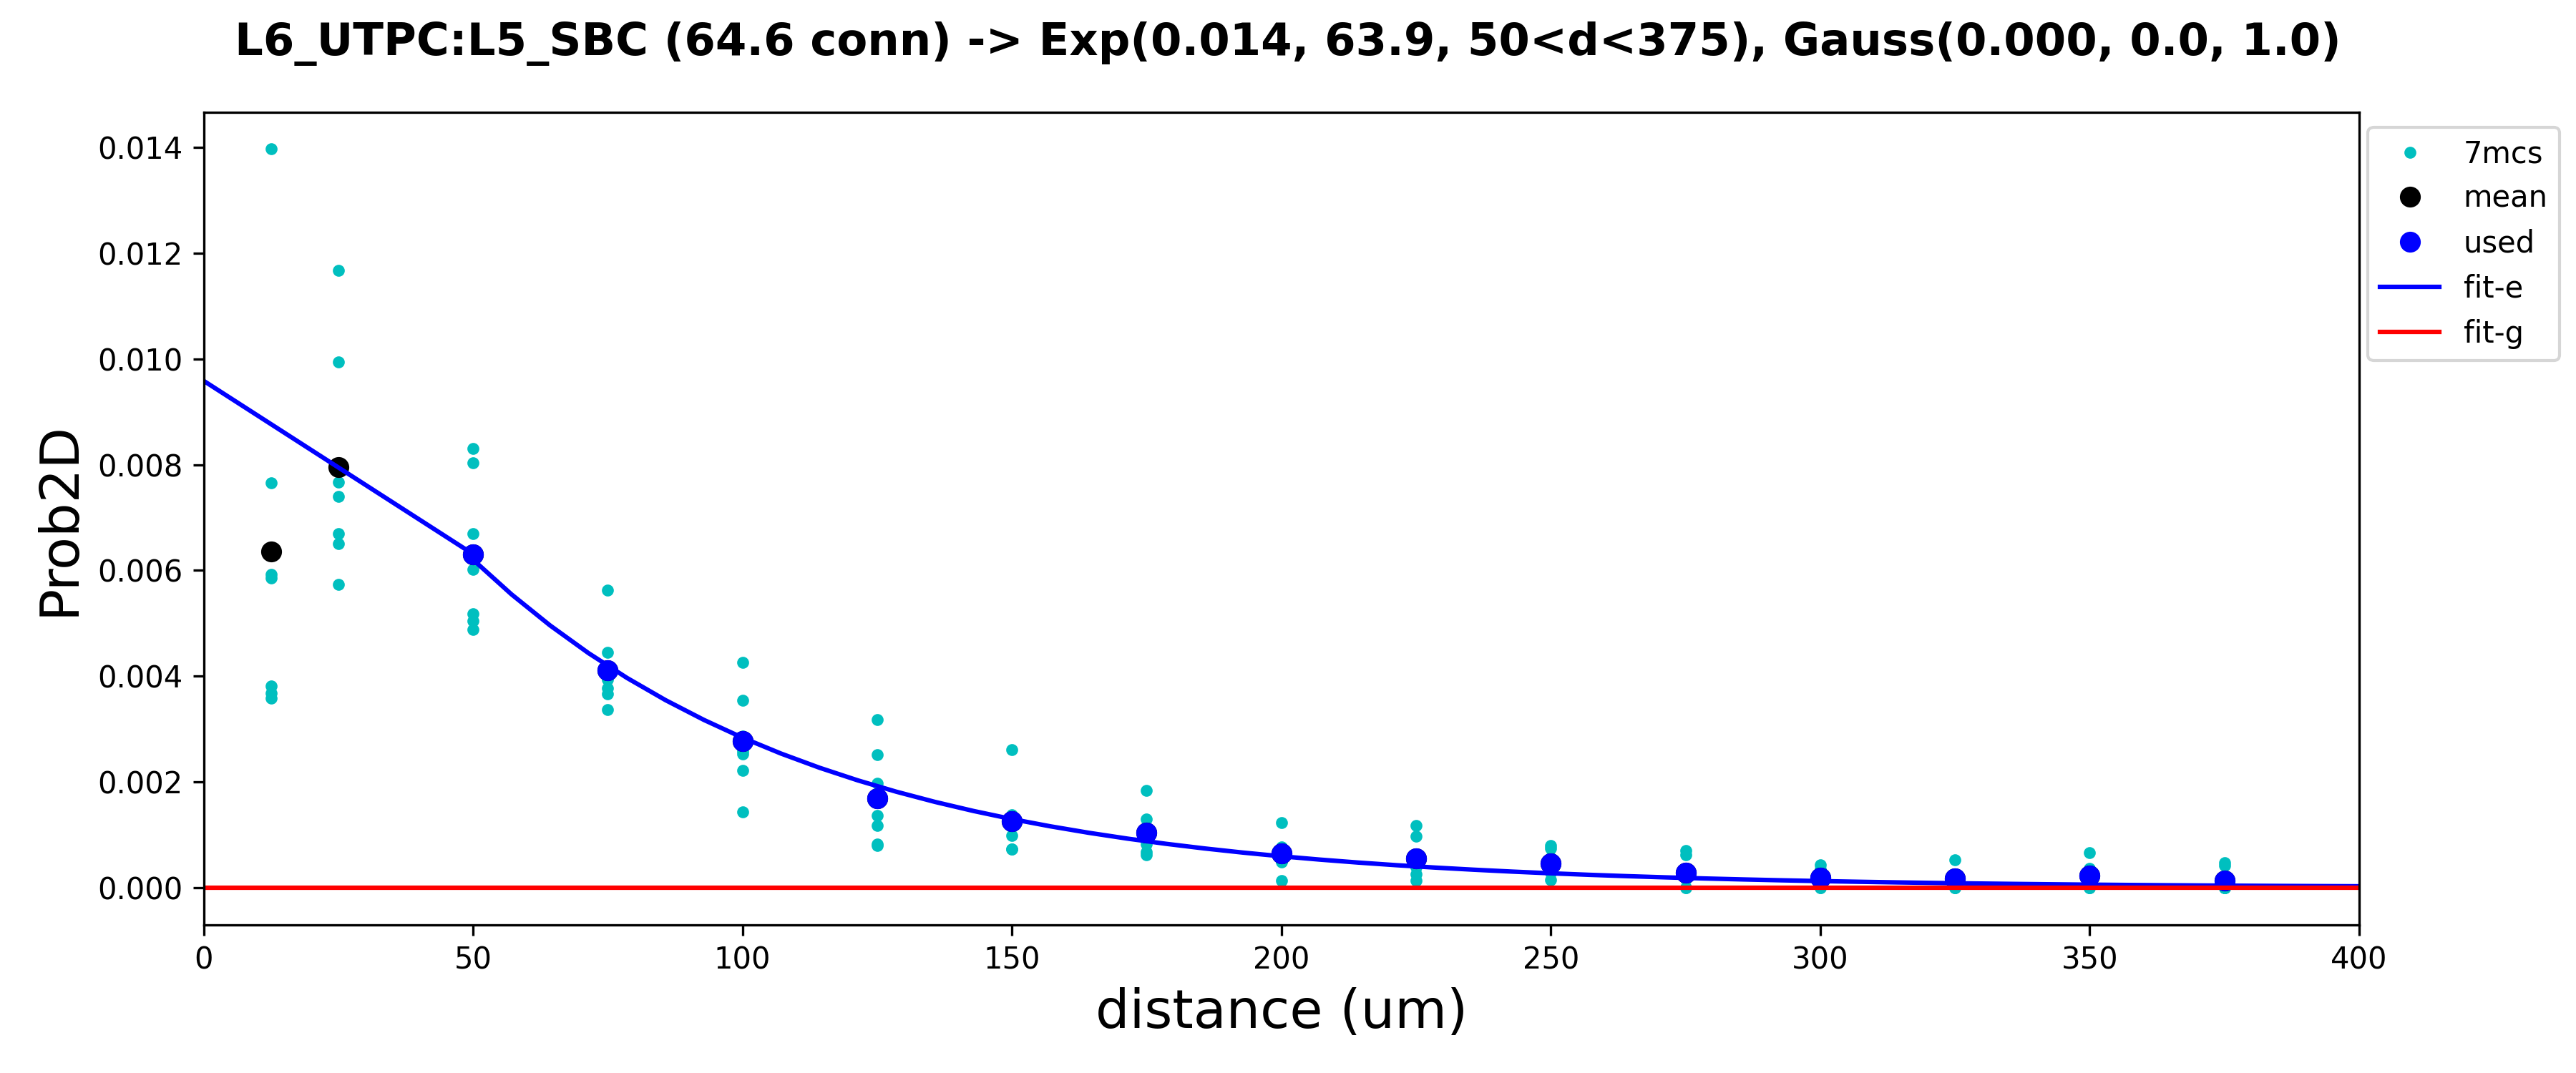 L6_UTPC:L5_SBC (64.6 conn) -> Exp(0.014, 63.9, 50<d<375), Gauss(0.000, 0.0, 1.0)
0.014
0.012
0.010
0.008
0.006
0.004
0.002
0.000
Prob2D
0 50 100 150 200 250 300 350 400
distance (um)
7mcs
mean
used
fit-e
fit-g